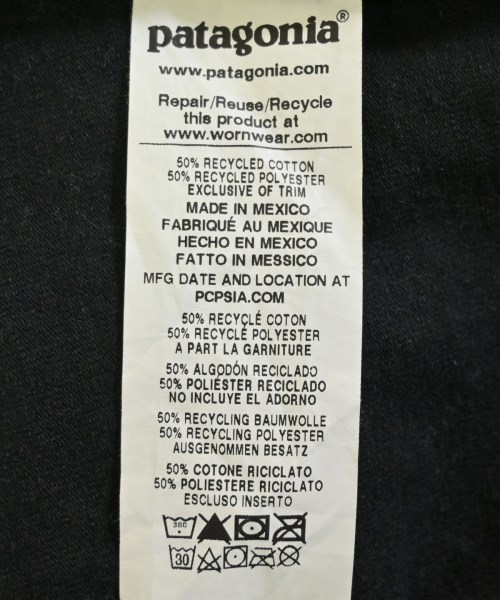 patagonia®
www.patagonia.com
Repair/Reuse/Recycle
this product at
www.wornwear.com
50% RECYCLED COTTON
50% RECYCLED POLYESTER
EXCLUSIVE OF TRIM
MADE IN MEXICO
FABRIQUÉ AU MEXIQUE
HECHO EN MEXICO
FATTO IN MESSICO
MFG DATE AND LOCATION AT
PCPSIA.COM
50% RECYCLÉ COTON
50% RECYCLÉ POLYESTER
A PART LA GARNITURE
50% ALGODÓN RECICLADO
50% POLIÉSTER RECICLADO
NO INCLUYE EL ADORNO
50% RECYCLING BAUMWOLLE
50% RECYCLING POLYESTER
AUSGENOMMEN BESATZ
50% COTONE RICICLATO
50% POLIESTERE RICICLATO
ESCLUSO INSERTO
30